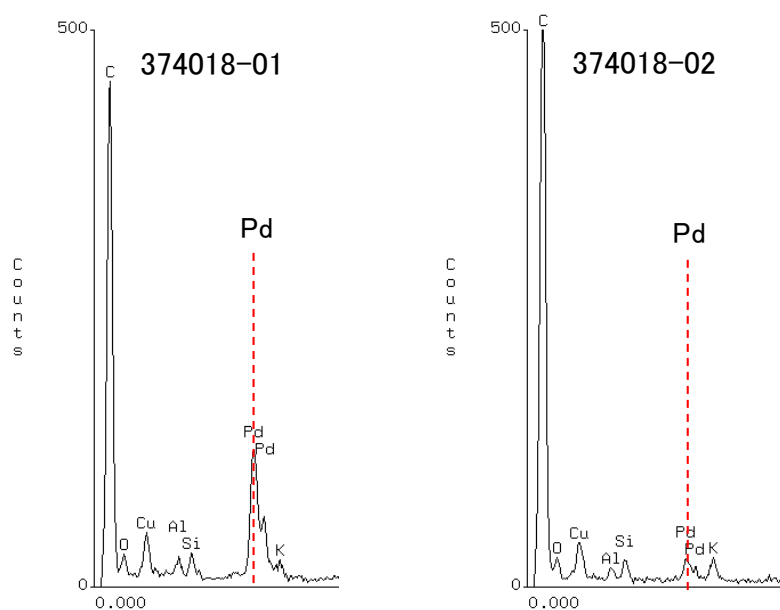 500
C
374018-01
Pd
Counts
Pd
Pd
Cu
Al
O
Si
K
0
0.000
500
C
374018-02
Pd
Counts
Pd
Cu
Si
O
Al
Pd
K
0
0.000